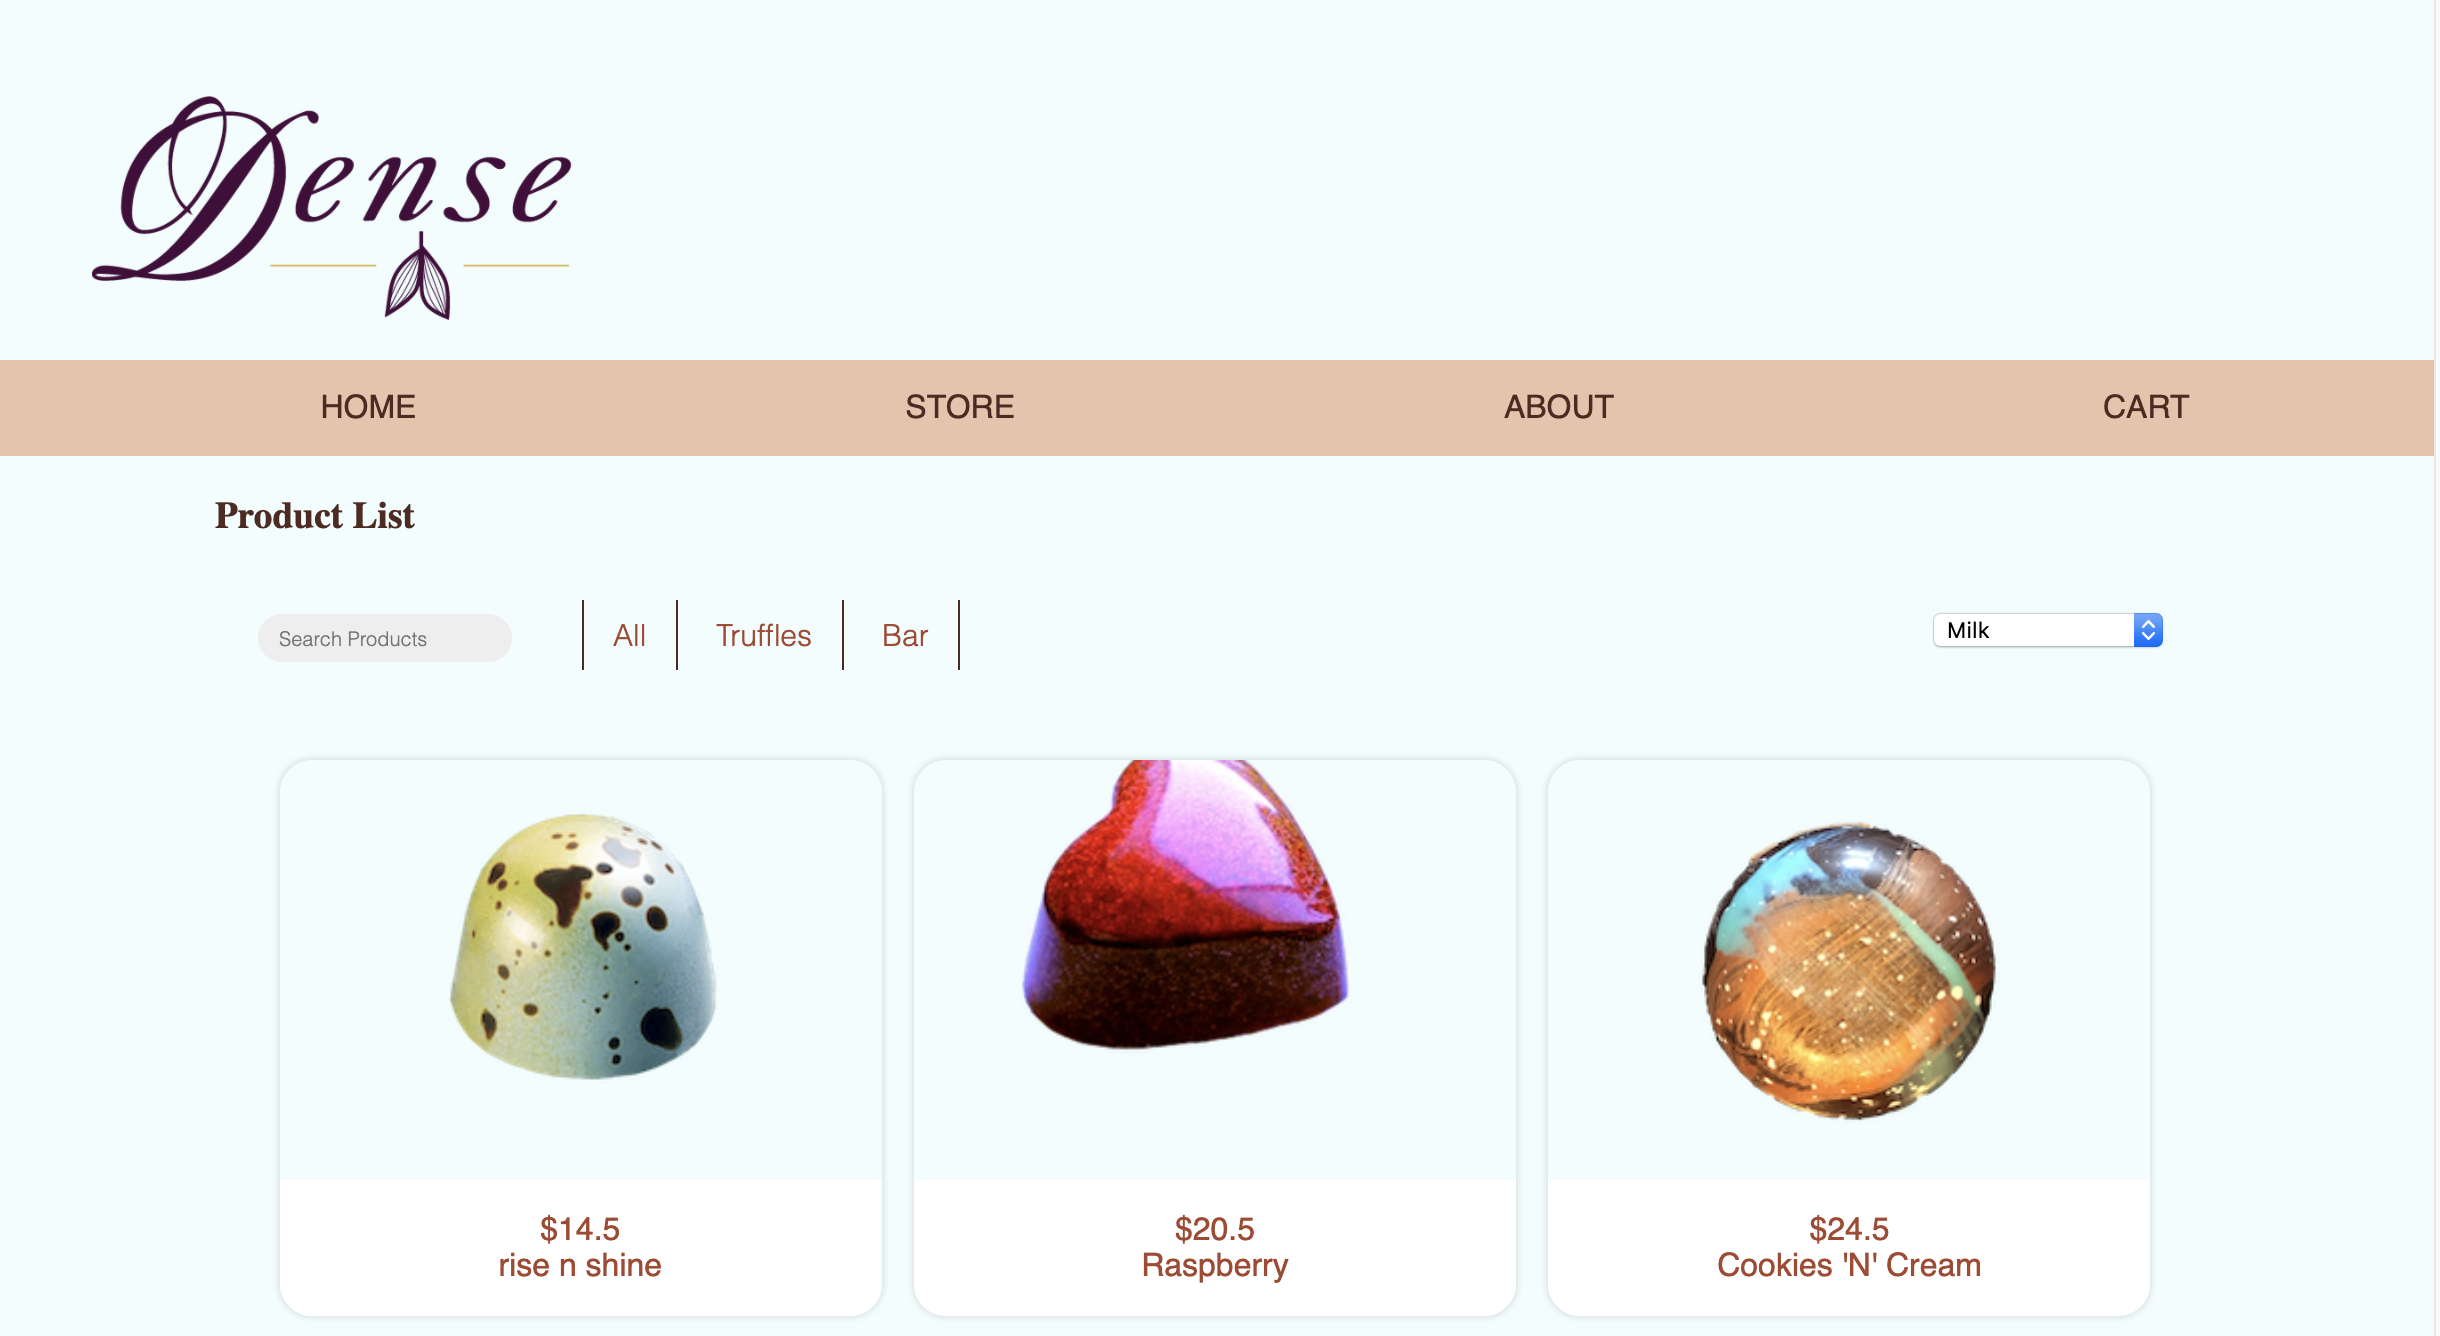 Dense
HOME STORE ABOUT CART
Product List
Search Products All Truffles Bar Milk
$14.5 $20.5 $24.5
rise n shine Raspberry Cookies 'N' Cream